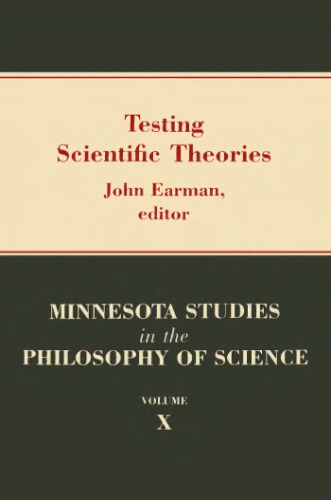 Testing
Scientific Theories
John Earman,
editor
MINNESOTA STUDIES
in the
PHILOSOPHY OF SCIENCE
VOLUME
X